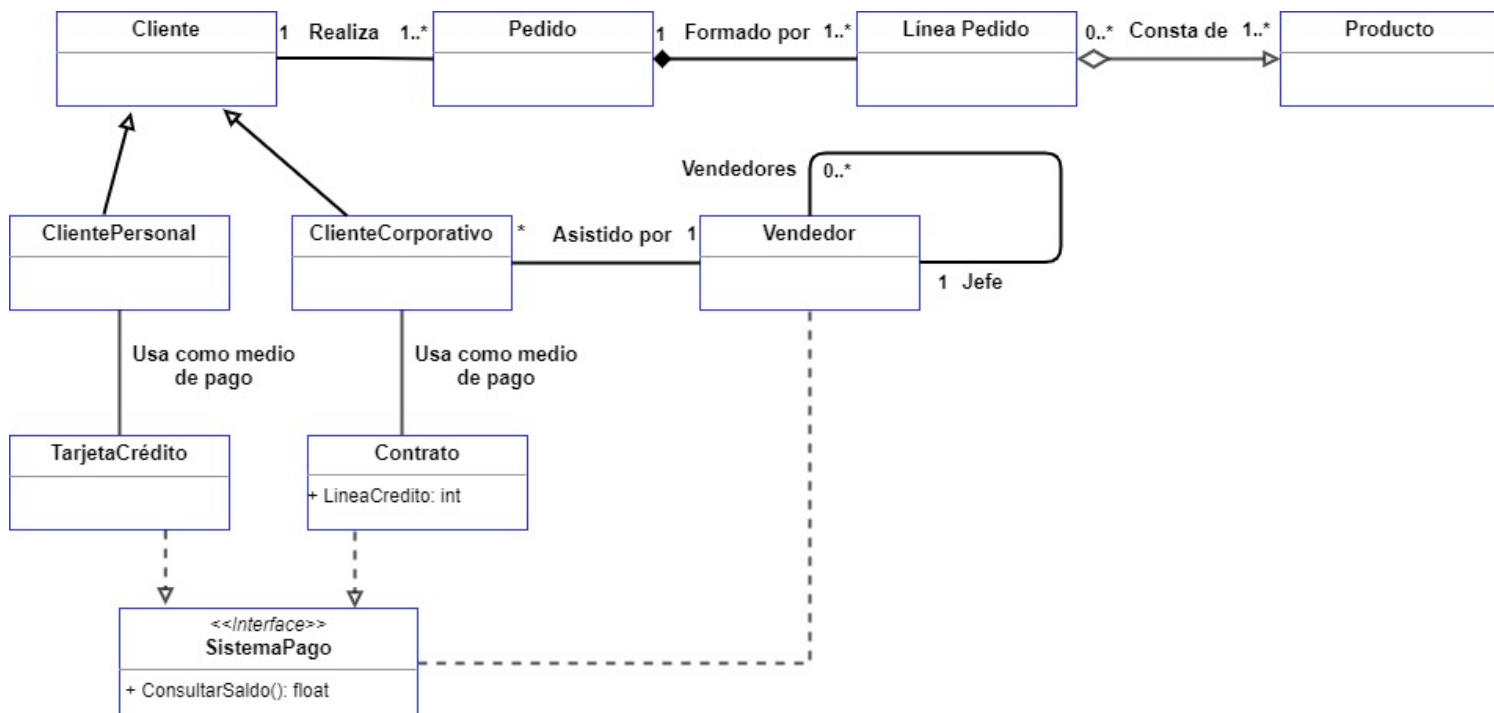 Cliente
1 Realiza 1..*
Pedido
1 Formado por 1..*
Línea Pedido
0..* Consta de 1..*
Producto
Vendedores 0..*
ClientePersonal
ClienteCorporativo
* Asistido por 1
Vendedor
1 Jefe
Usa como medio
de pago
Usa como medio
de pago
TarjetaCrédito
Contrato
+ LineaCredito: int
<<Interface>>
SistemaPago
+ ConsultarSaldo(): float